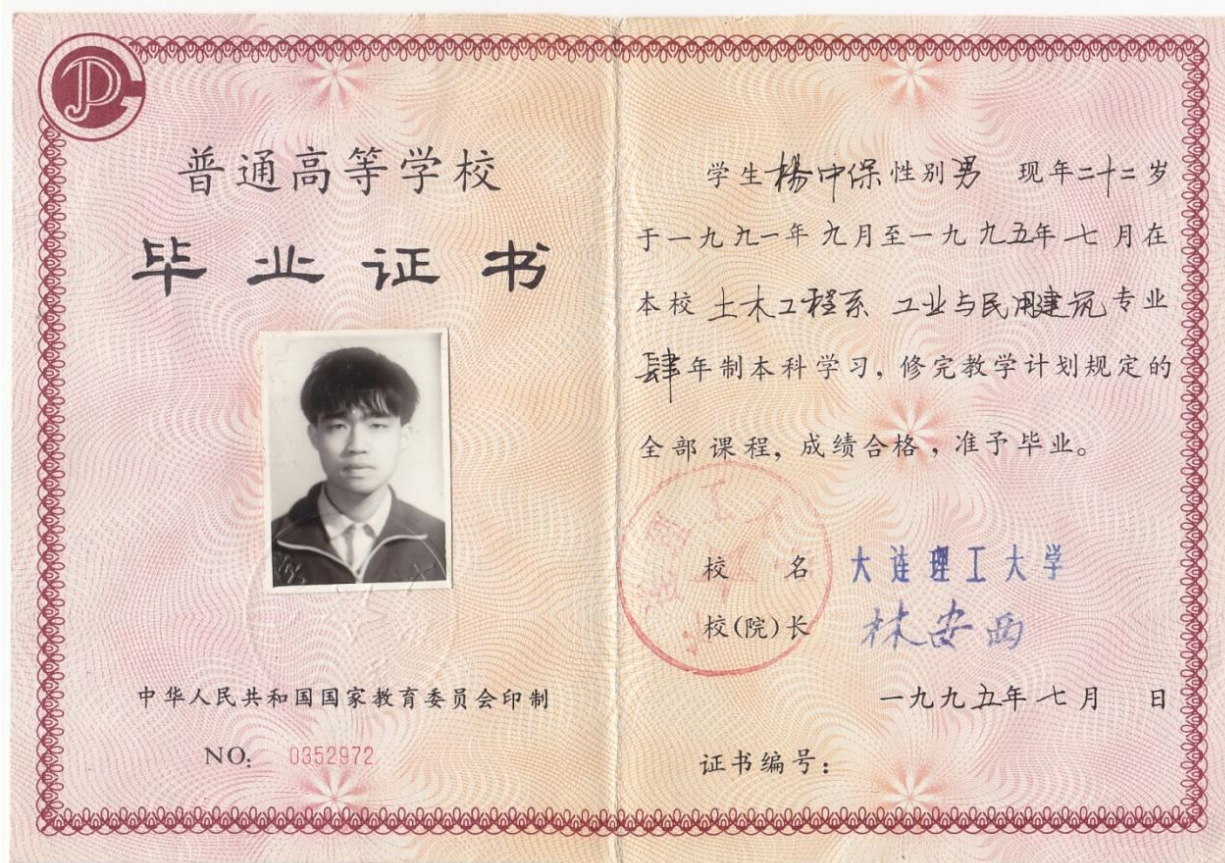 普通高等学校
毕业证书
中华人民共和国国家教育委员会印制
NO: 0352972
学生杨中保性别男 现年二十二岁
于一九九一年九月至一九九五年七月在
本校土木工程系 工业与民用建筑专业
肆年制本科学习，修完教学计划规定的
全部课程，成绩合格，准予毕业。
校 名 大连理工大学
校(院)长 林安西
一九九五年七月 日
证书编号：